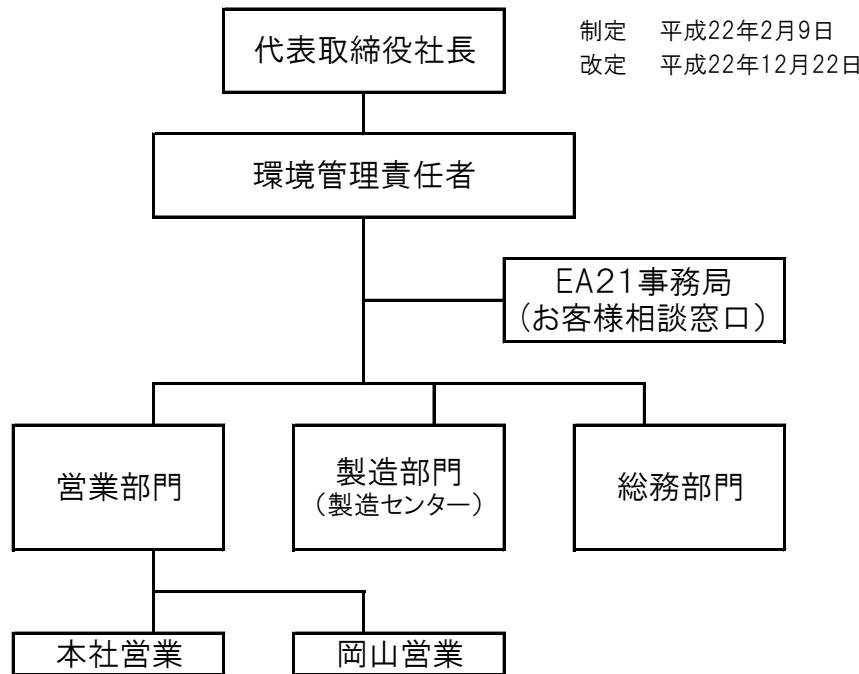 代表取締役社長
制定　平成22年2月9日
改定　平成22年12月22日
環境管理責任者
EA21事務局
（お客様相談窓口）
営業部門
製造部門
（製造センター）
総務部門
本社営業
岡山営業